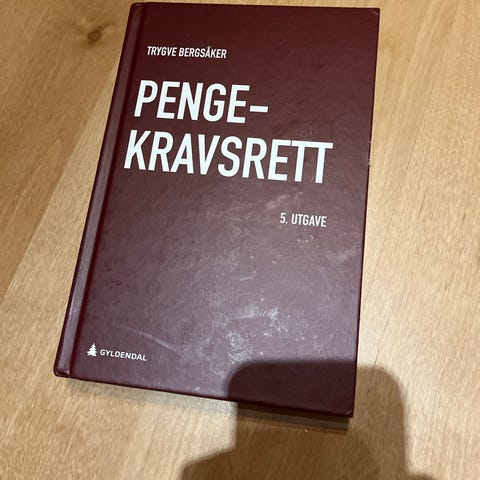 TRYGVE BERGSÅKER
PENGE-
KRAVSRETT
5. UTGAVE
GYLDENDAL